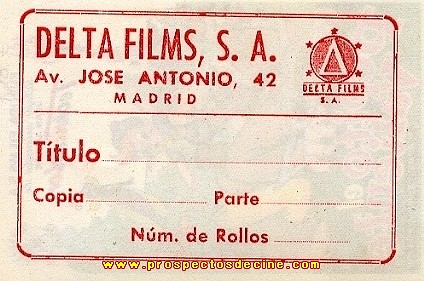 DELTA FILMS, S. A.
Av. JOSE ANTONIO, 42
MADRID
DELTA FILMS
S. A.
Título
Copia Parte
Núm. de Rollos
www.prospectosdecine.com